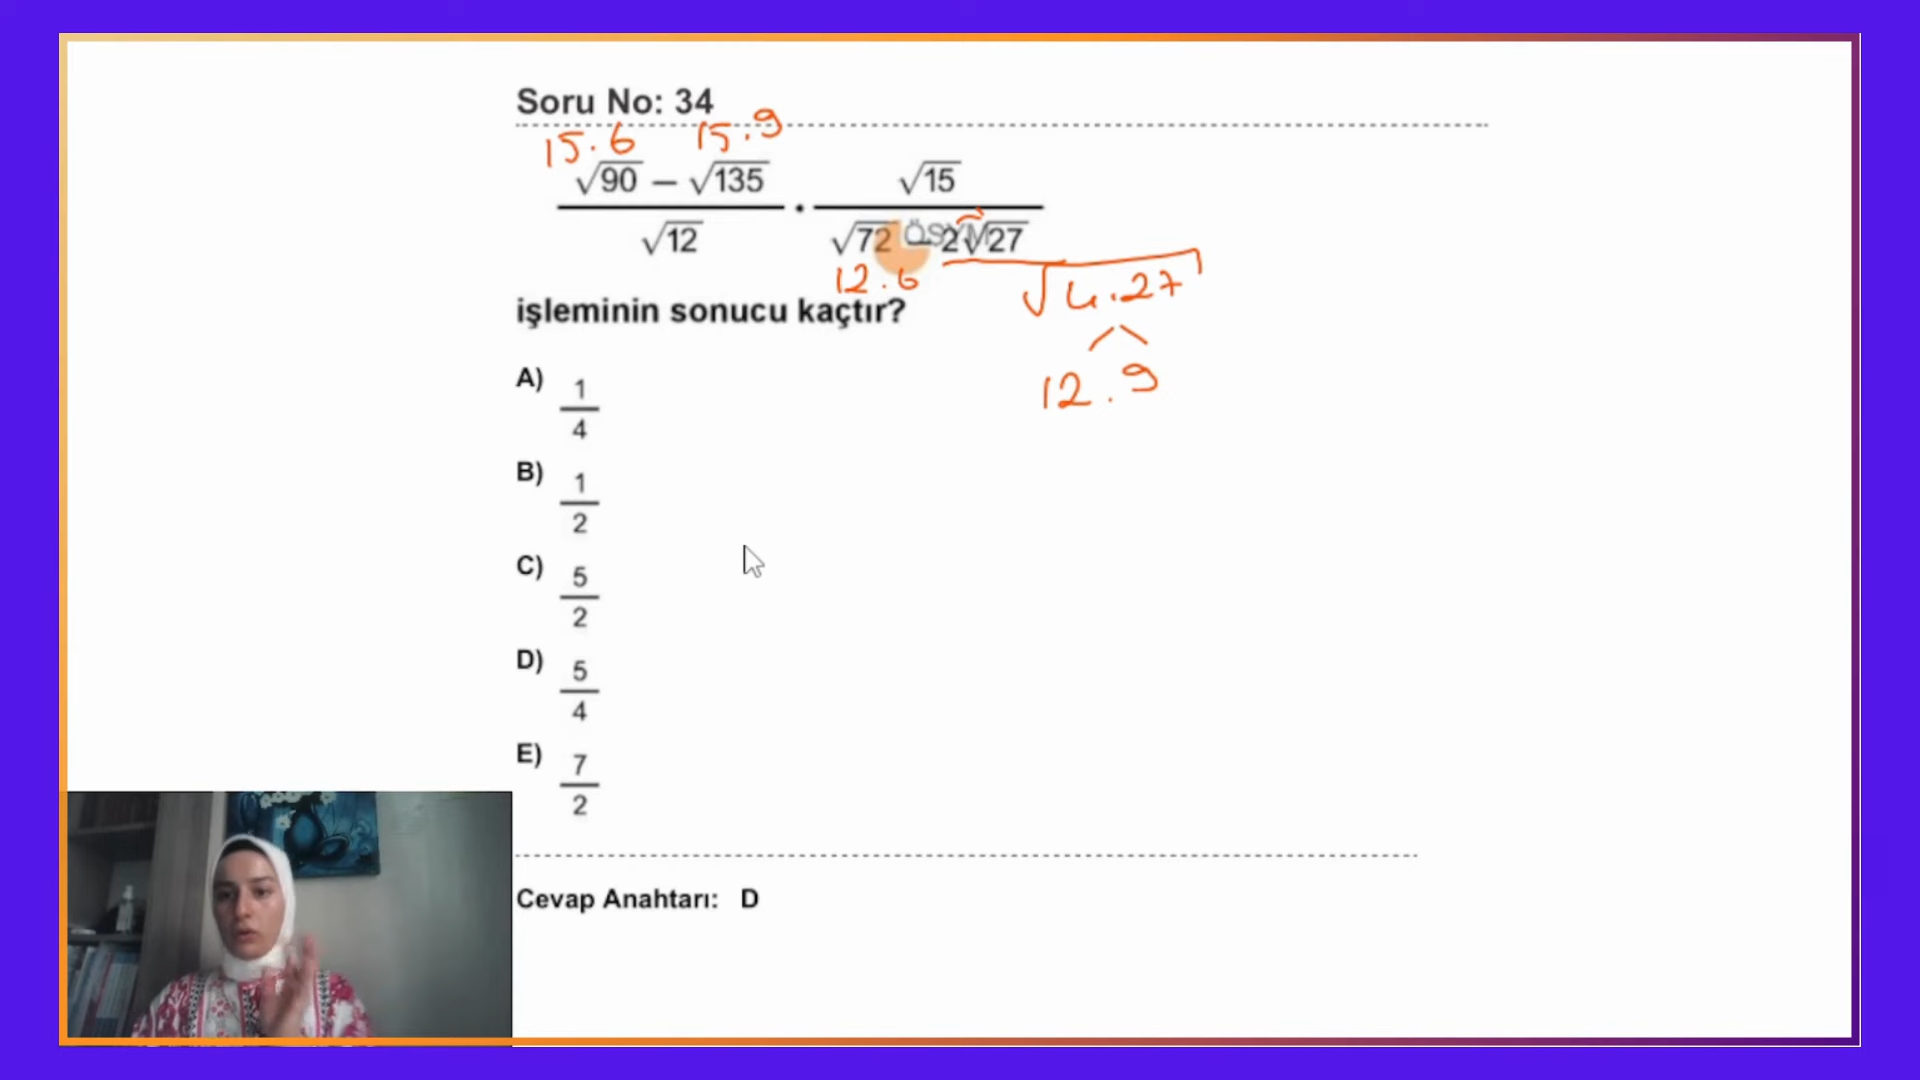 Soru No: 34
15.6 15.9
√90 − √135 / √12 · √15 / √72 − 2√27
ÖSYM
12.6 √4.27
işleminin sonucu kaçtır?
12.9
A) 1/4
B) 1/2
C) 5/2
D) 5/4
E) 7/2
Cevap Anahtarı: D